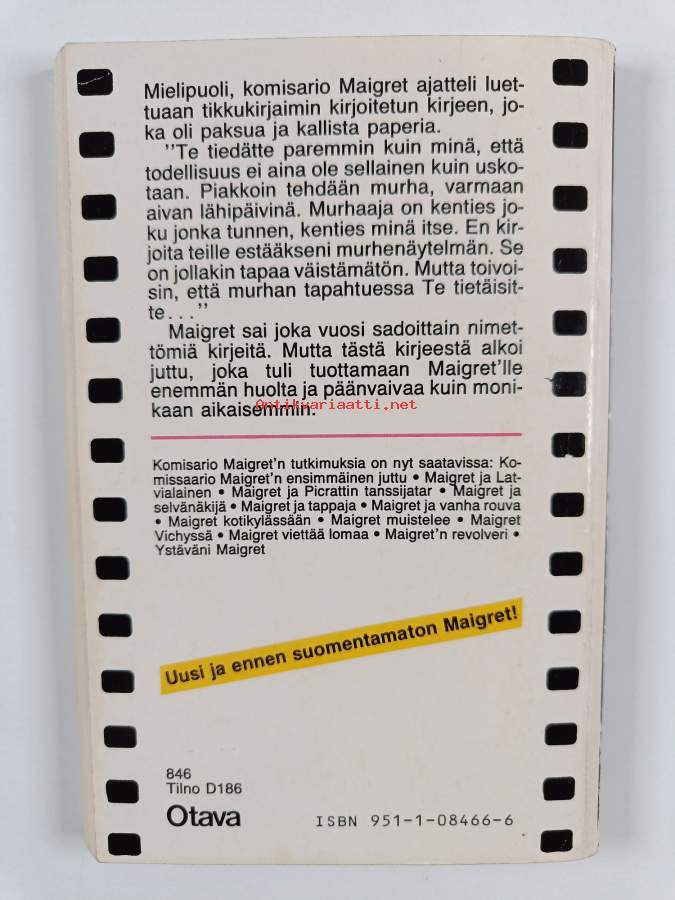 Mielipuoli, komisario Maigret ajatteli luet-
tuaan tikkukirjaimin kirjoitetun kirjeen, jo-
ka oli paksua ja kallista paperia.
"Te tiedätte paremmin kuin minä, että
todellisuus ei aina ole sellainen kuin usko-
taan. Piakkoin tehdään murha, varmaan
aivan lähipäivinä. Murhaaja on kenties jo-
ku jonka tunnen, kenties minä itse. En kir-
joita teille estääkseni murhenäytelmän. Se
on jollakin tapaa väistämätön. Mutta toivoi-
sin, että murhan tapahtuessa Te tietäisit-
te..."
Maigret sai joka vuosi sadoittain nimet-
tömiä kirjeitä. Mutta tästä kirjeestä alkoi
juttu, joka tuli tuottamaan Maigret'lle
enemmän huolta ja päänvaivaa kuin moni-
kaan aikaisemmin.
Antikvariaatti.net
Komisario Maigret'n tutkimuksia on nyt saatavissa: Ko-
missaario Maigret'n ensimmäinen juttu • Maigret ja Lat-
vialainen • Maigret ja Picrattin tanssijatar • Maigret ja
selvänäkijä • Maigret ja tappaja • Maigret ja vanha rouva
• Maigret kotikylässään • Maigret muistelee • Maigret
Vichyssä • Maigret viettää lomaa • Maigret'n revolveri •
Ystäväni Maigret
Uusi ja ennen suomentamaton Maigret!
846
Tilno D186
Otava
ISBN 951-1-08466-6